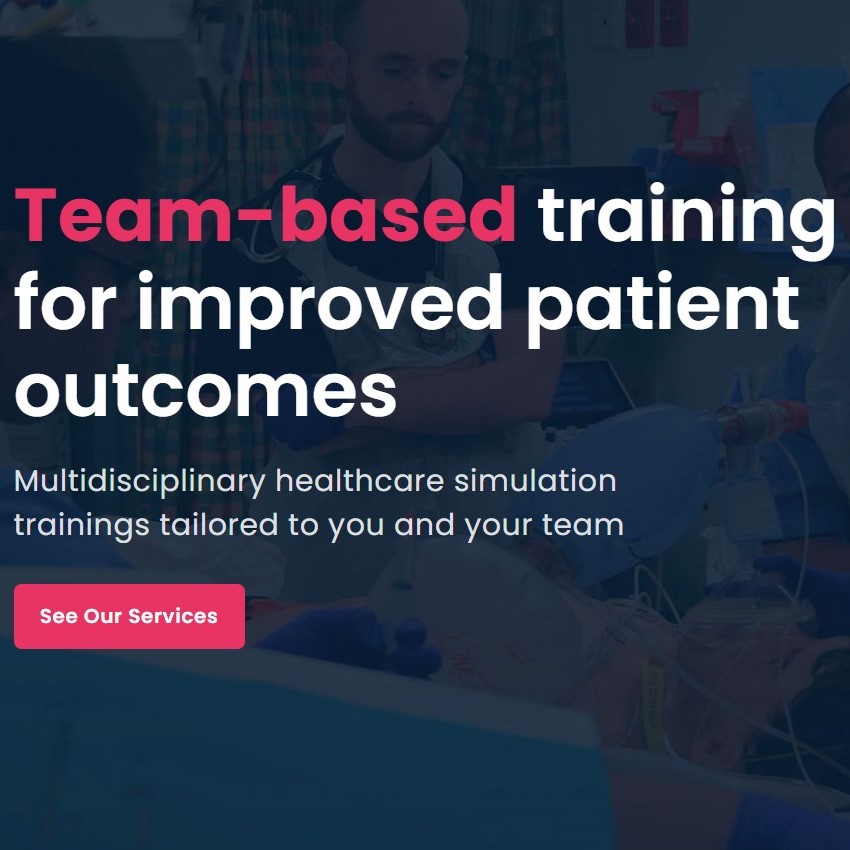 Team-based training
for improved patient
outcomes
Multidisciplinary healthcare simulation
trainings tailored to you and your team
See Our Services